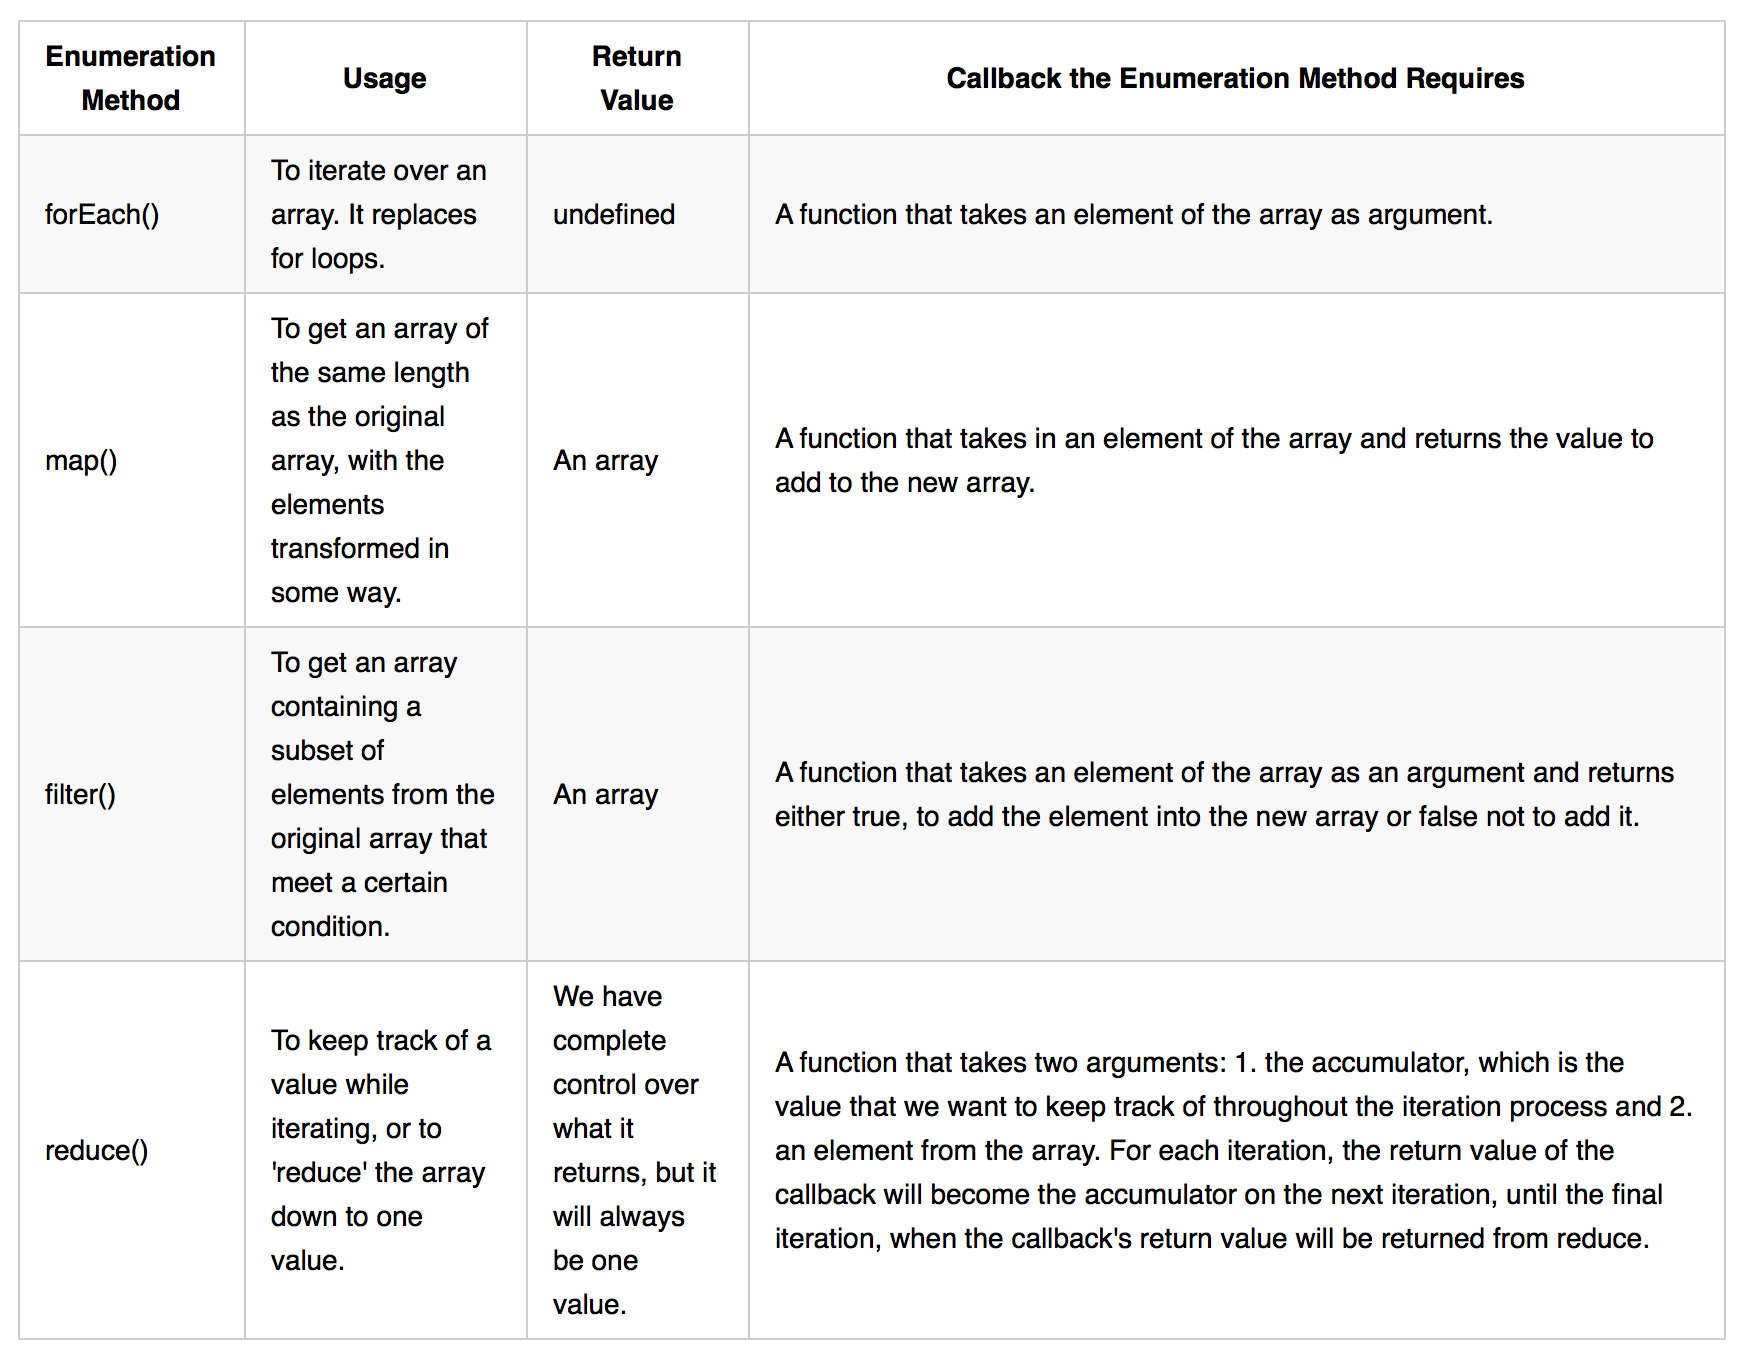 Enumeration
Method
Usage
Return
Value
Callback the Enumeration Method Requires
forEach()
To iterate over an
array. It replaces
for loops.
undefined
A function that takes an element of the array as argument.
map()
To get an array of
the same length
as the original
array, with the
elements
transformed in
some way.
An array
A function that takes in an element of the array and returns the value to
add to the new array.
filter()
To get an array
containing a
subset of
elements from the
original array that
meet a certain
condition.
An array
A function that takes an element of the array as an argument and returns
either true, to add the element into the new array or false not to add it.
reduce()
To keep track of a
value while
iterating, or to
'reduce' the array
down to one
value.
We have
complete
control over
what it
returns, but it
will always
be one
value.
A function that takes two arguments: 1. the accumulator, which is the
value that we want to keep track of throughout the iteration process and 2.
an element from the array. For each iteration, the return value of the
callback will become the accumulator on the next iteration, until the final
iteration, when the callback's return value will be returned from reduce.